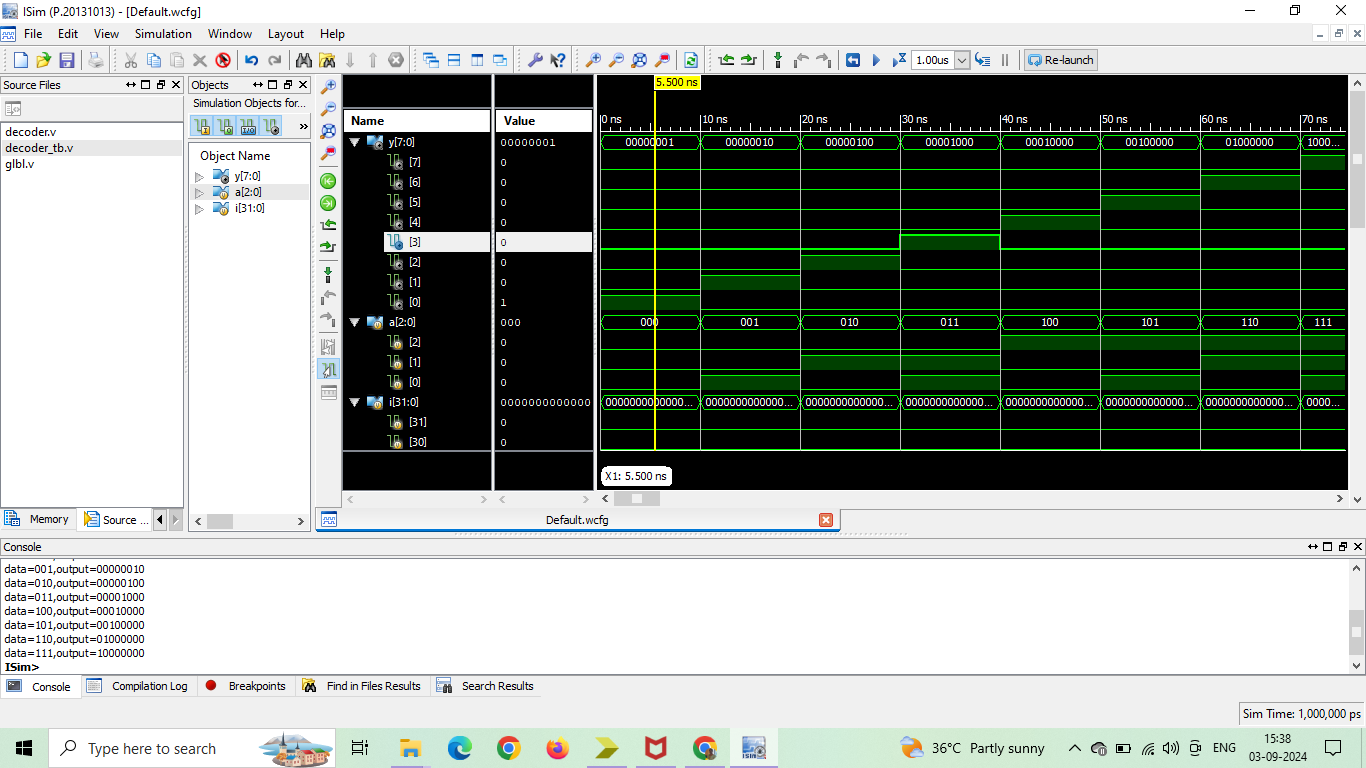 ISim (P.20131013) - [Default.wcfg]
File Edit View Simulation Window Layout Help
1.00us Re-launch
Source Files
decoder.v
decoder_tb.v
glbl.v
Memory Source ...
Objects
Simulation Objects for...
Object Name
y[7:0]
a[2:0]
i[31:0]
Name Value
y[7:0] 00000001
[7] 0
[6] 0
[5] 0
[4] 0
[3] 0
[2] 0
[1] 0
[0] 1
a[2:0] 000
[2] 0
[1] 0
[0] 0
i[31:0] 0000000000000
[31] 0
[30] 0
5.500 ns
0 ns 10 ns 20 ns 30 ns 40 ns 50 ns 60 ns 70 ns
00000001 00000010 00000100 00001000 00010000 00100000 01000000 1000...
000 001 010 011 100 101 110 111
0000000000000... 0000000000000... 0000000000000... 0000000000000... 0000000000000... 0000000000000... 0000000000000... 0000...
X1: 5.500 ns
Default.wcfg
Console
data=001,output=00000010
data=010,output=00000100
data=011,output=00001000
data=100,output=00010000
data=101,output=00100000
data=110,output=01000000
data=111,output=10000000
ISim>
Console Compilation Log Breakpoints Find in Files Results Search Results
Sim Time: 1,000,000 ps
Type here to search
36°C Partly sunny
ENG
15:38
03-09-2024